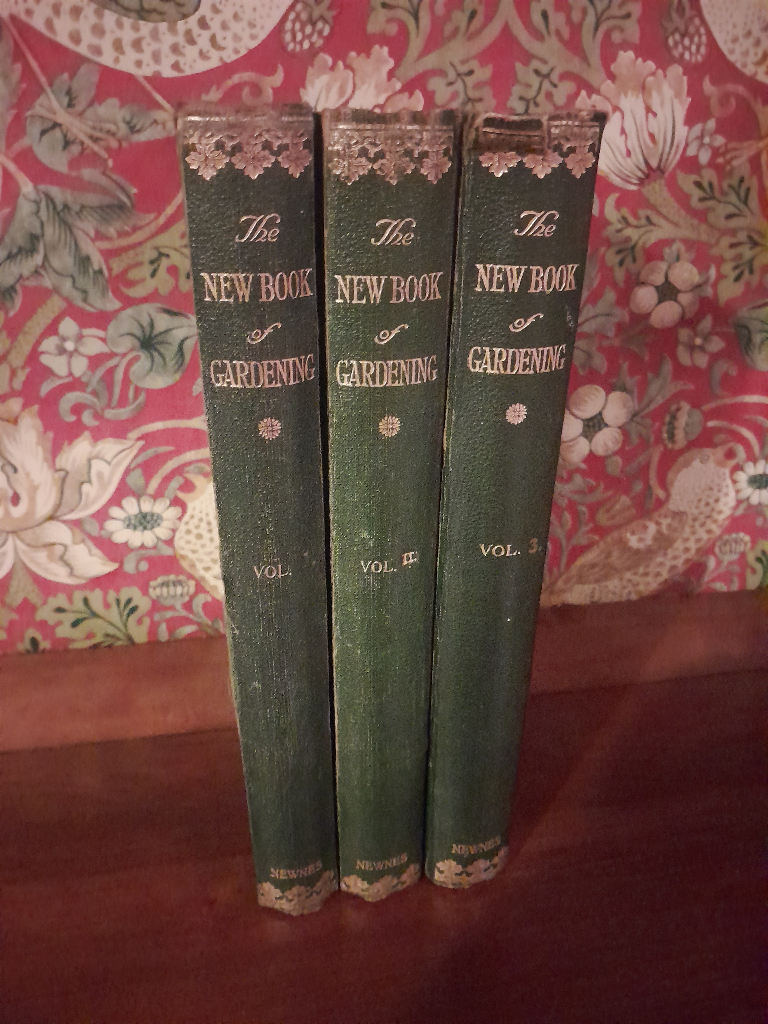 The
NEW BOOK
of
GARDENING
VOL.
NEWNES
The
NEW BOOK
of
GARDENING
VOL. II.
NEWNES
The
NEW BOOK
of
GARDENING
VOL. 3.
NEWNES